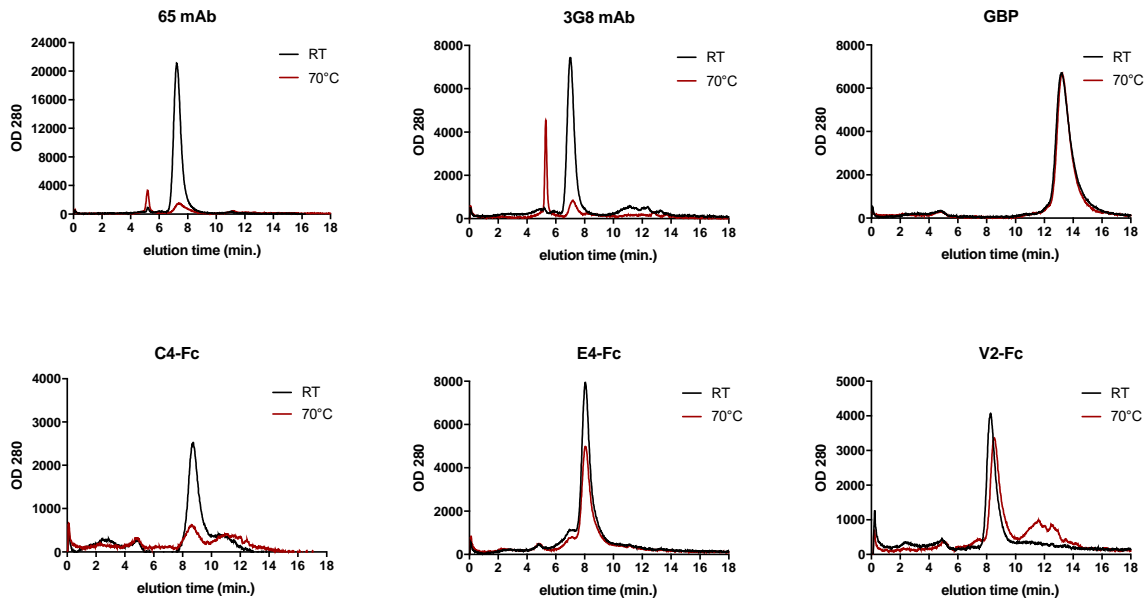 65 mAb
24000
20000
16000
12000
8000
4000
0
OD 280
0 2 4 6 8 10 12 14 16 18
elution time (min.)
RT
70°C
3G8 mAb
8000
6000
4000
2000
0
OD 280
0 2 4 6 8 10 12 14 16 18
elution time (min.)
RT
70°C
GBP
8000
6000
4000
2000
0
OD 280
0 2 4 6 8 10 12 14 16 18
elution time (min.)
RT
70°C
C4-Fc
4000
3000
2000
1000
0
OD 280
0 2 4 6 8 10 12 14 16 18
elution time (min.)
RT
70°C
E4-Fc
8000
6000
4000
2000
0
OD 280
0 2 4 6 8 10 12 14 16 18
elution time (min.)
RT
70°C
V2-Fc
5000
4000
3000
2000
1000
0
OD 280
0 2 4 6 8 10 12 14 16 18
elution time (min.)
RT
70°C